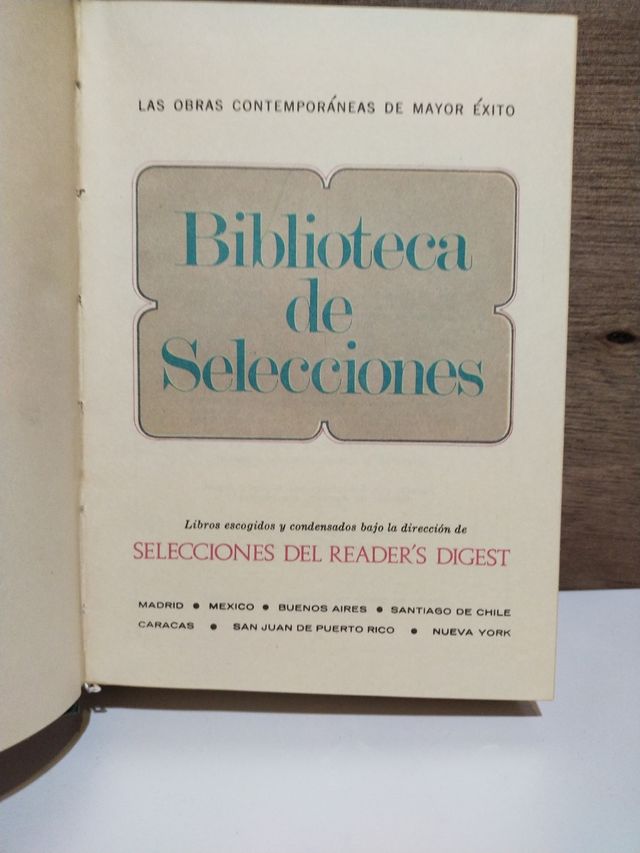 LAS OBRAS CONTEMPORÁNEAS DE MAYOR ÉXITO
Biblioteca
de
Selecciones
Libros escogidos y condensados bajo la dirección de
SELECCIONES DEL READER'S DIGEST
MADRID ● MEXICO ● BUENOS AIRES ● SANTIAGO DE CHILE
CARACAS ● SAN JUAN DE PUERTO RICO ● NUEVA YORK